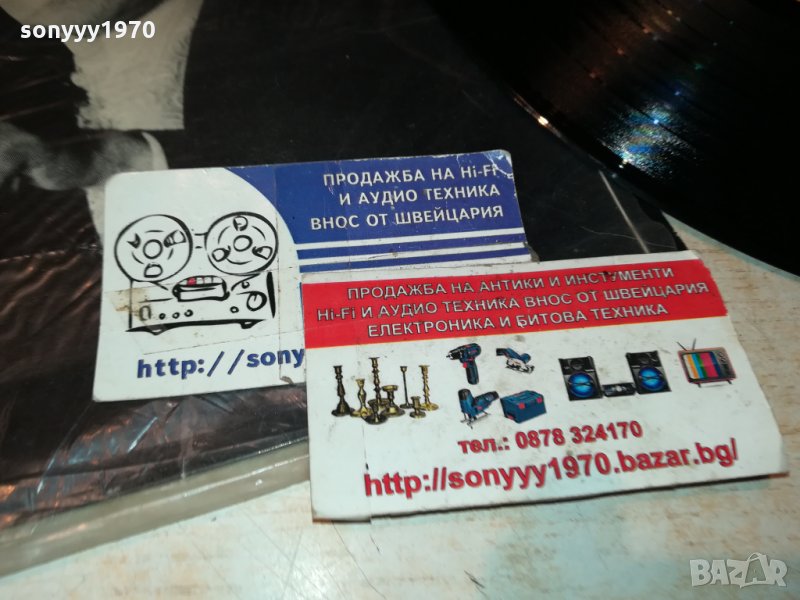 sonyyy1970
ПРОДАЖБА НА Hi-Fi
И АУДИО ТЕХНИКА
ВНОС ОТ ШВЕЙЦАРИЯ
http://sony
ПРОДАЖБА НА АНТИКИ И ИНСТУМЕНТИ
Hi-Fi И АУДИО ТЕХНИКА ВНОС ОТ ШВЕЙЦАРИЯ
ЕЛЕКТРОНИКА И БИТОВА ТЕХНИКА
тел.: 0878 324170
http://sonyyy1970.bazar.bg/
BAZAR